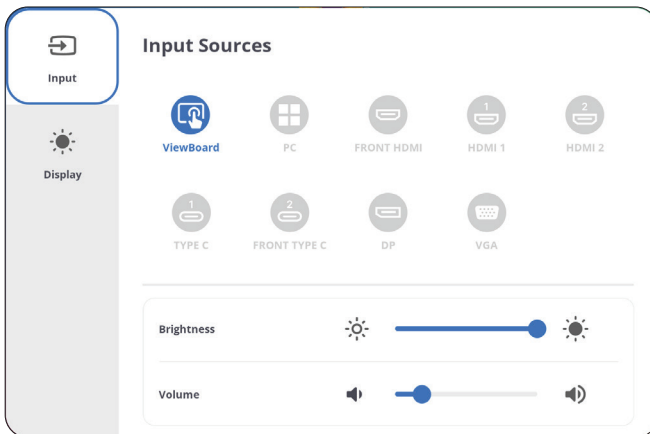 Input
Display
Input Sources
ViewBoard
PC
FRONT HDMI
1
HDMI 1
2
HDMI 2
1
TYPE C
2
FRONT TYPE C
DP
VGA
Brightness
Volume